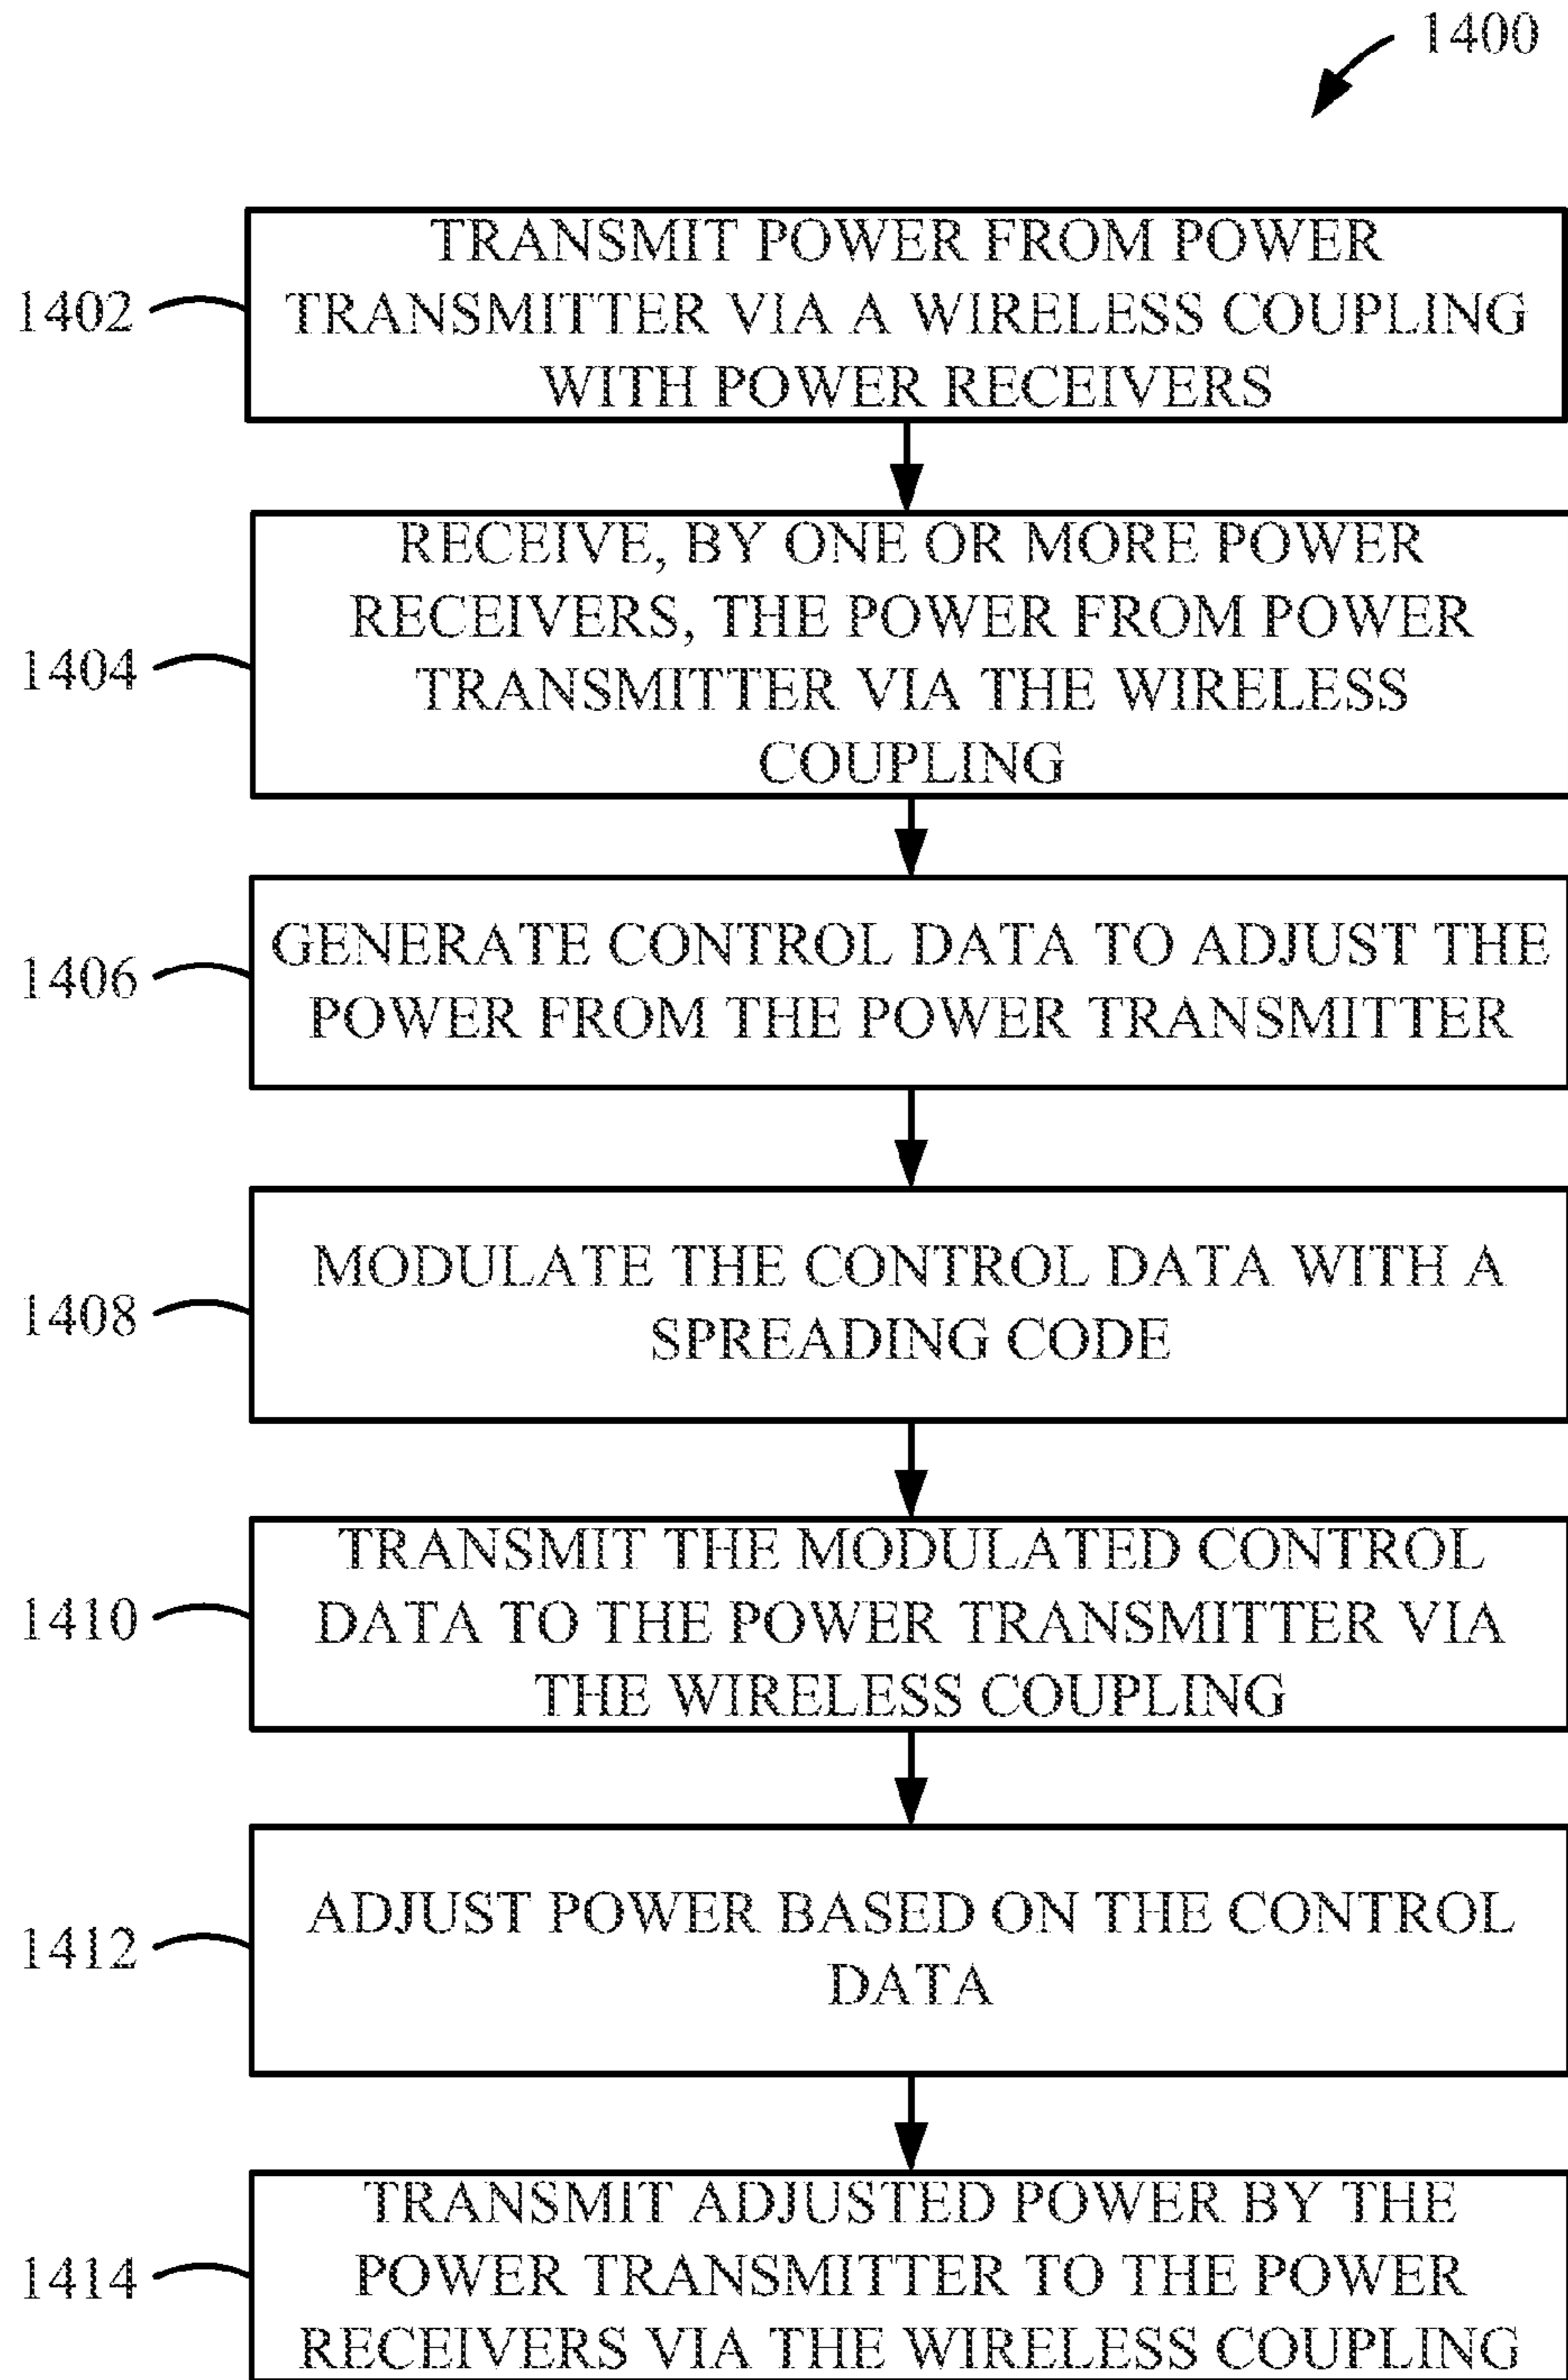 1400
1402
TRANSMIT POWER FROM POWER
TRANSMITTER VIA A WIRELESS COUPLING
WITH POWER RECEIVERS
1404
RECEIVE, BY ONE OR MORE POWER
RECEIVERS, THE POWER FROM POWER
TRANSMITTER VIA THE WIRELESS
COUPLING
1406
GENERATE CONTROL DATA TO ADJUST THE
POWER FROM THE POWER TRANSMITTER
1408
MODULATE THE CONTROL DATA WITH A
SPREADING CODE
1410
TRANSMIT THE MODULATED CONTROL
DATA TO THE POWER TRANSMITTER VIA
THE WIRELESS COUPLING
1412
ADJUST POWER BASED ON THE CONTROL
DATA
1414
TRANSMIT ADJUSTED POWER BY THE
POWER TRANSMITTER TO THE POWER
RECEIVERS VIA THE WIRELESS COUPLING